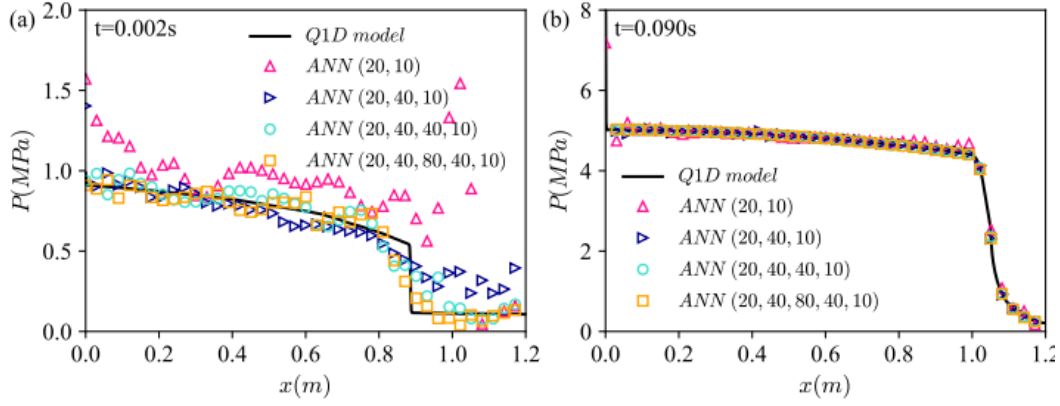 (a)
t=0.002s
Q1D model
ANN (20, 10)
ANN (20, 40, 10)
ANN (20, 40, 40, 10)
ANN (20, 40, 80, 40, 10)
P(MPa)
2.0
1.5
1.0
0.5
0.0
0.0 0.2 0.4 0.6 0.8 1.0 1.2
x(m)
(b)
t=0.090s
Q1D model
ANN (20, 10)
ANN (20, 40, 10)
ANN (20, 40, 40, 10)
ANN (20, 40, 80, 40, 10)
P(MPa)
8
6
4
2
0
0.0 0.2 0.4 0.6 0.8 1.0 1.2
x(m)